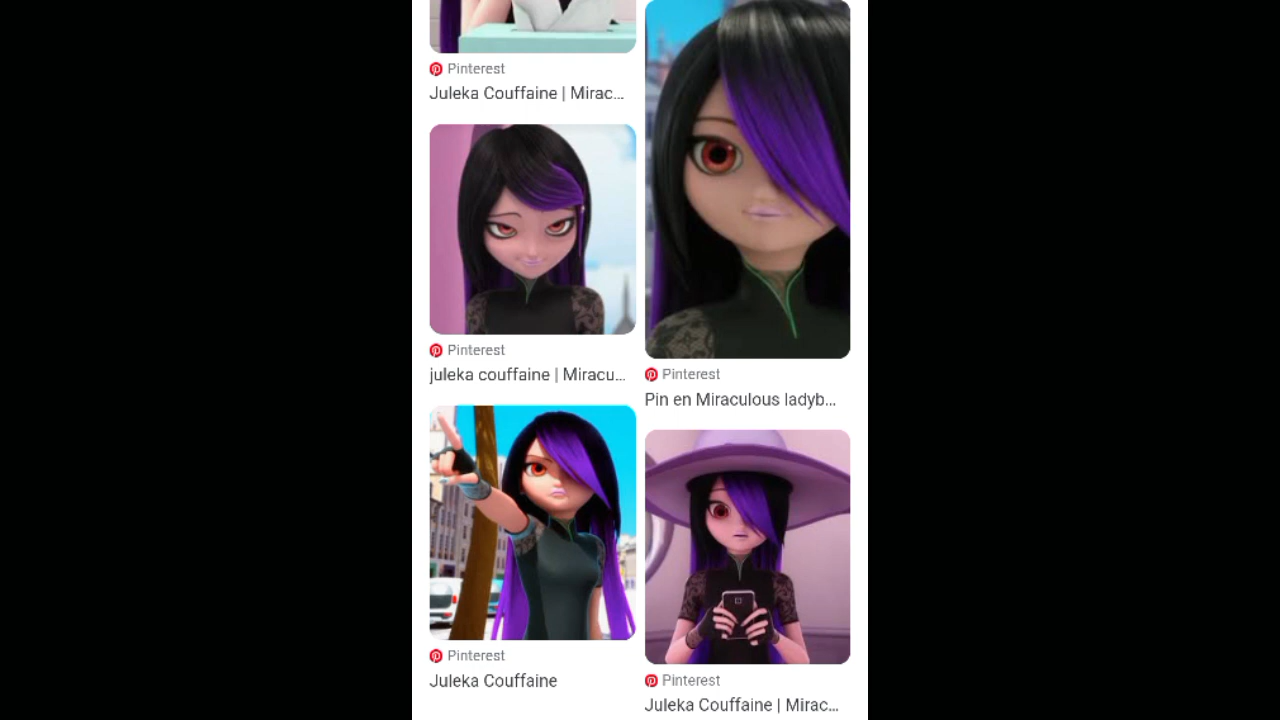 Pinterest
Juleka Couffaine | Mirac...
Pinterest
juleka couffaine | Miracu...
Pinterest
Juleka Couffaine
Pinterest
Pin en Miraculous ladyb...
Pinterest
Juleka Couffaine | Mirac...